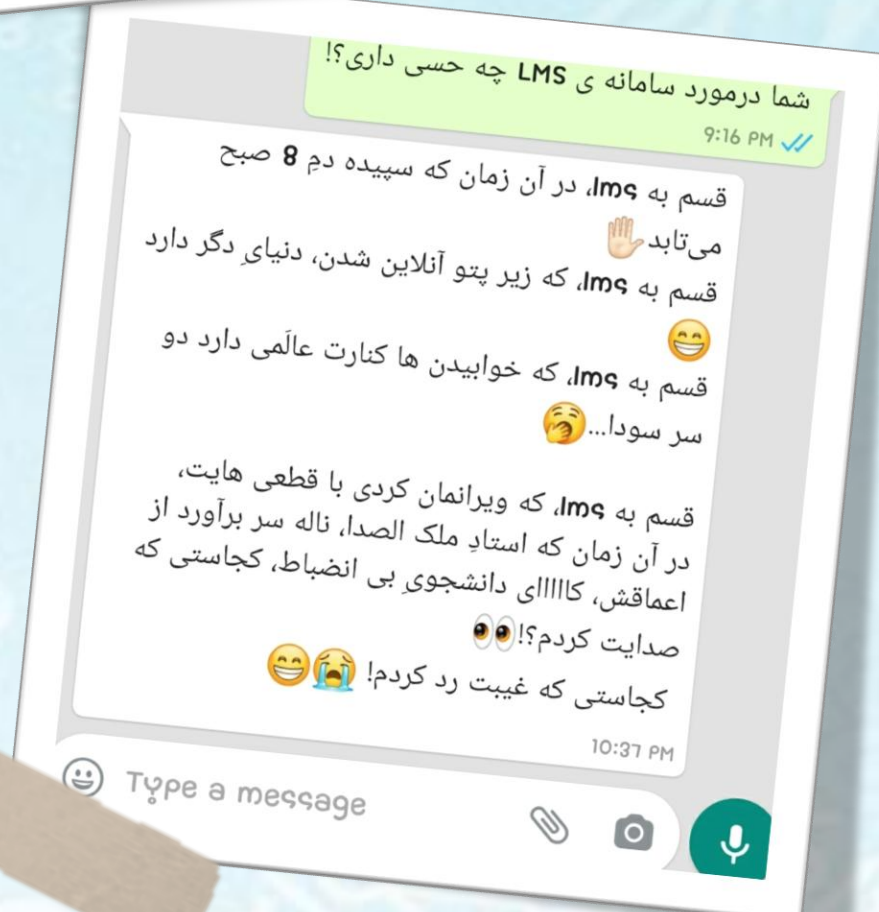 شما درمورد سامانه ی LMS چه حسی داری؟!
9:16 PM
قسم به lms، در آن زمان که سپیده دمِ 8 صبح
می‌تابد✋🏻
قسم به lms، که زیر پتو آنلاین شدن، دنیایِ دگر دارد
😁
قسم به lms، که خوابیدن ها کنارت عالَمی دارد دو
سر سودا...🥱
قسم به lms، که ویرانمان کردی با قطعی هایت،
در آن زمان که استادِ ملک الصدا، ناله سر برآورد از
اعماقش، کااااای دانشجویِ بی انضباط، کجاستی که
صدایت کردم؟!👀
کجاستی که غیبت رد کردم! 😭😁
10:37 PM
Type a message